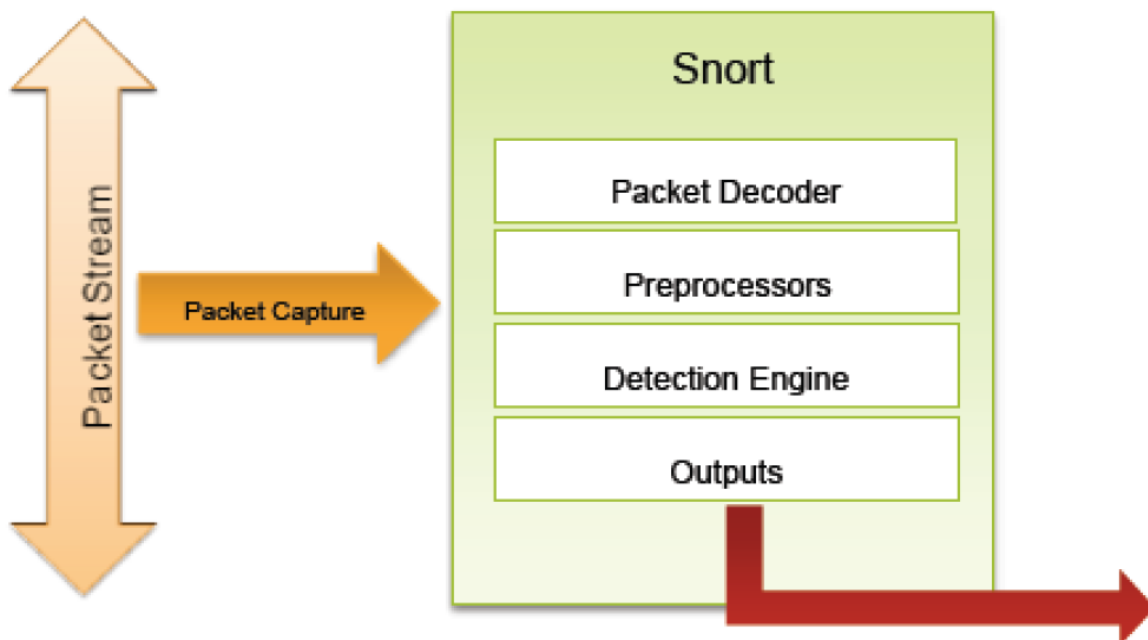 Packet Stream
Packet Capture
Snort
Packet Decoder
Preprocessors
Detection Engine
Outputs